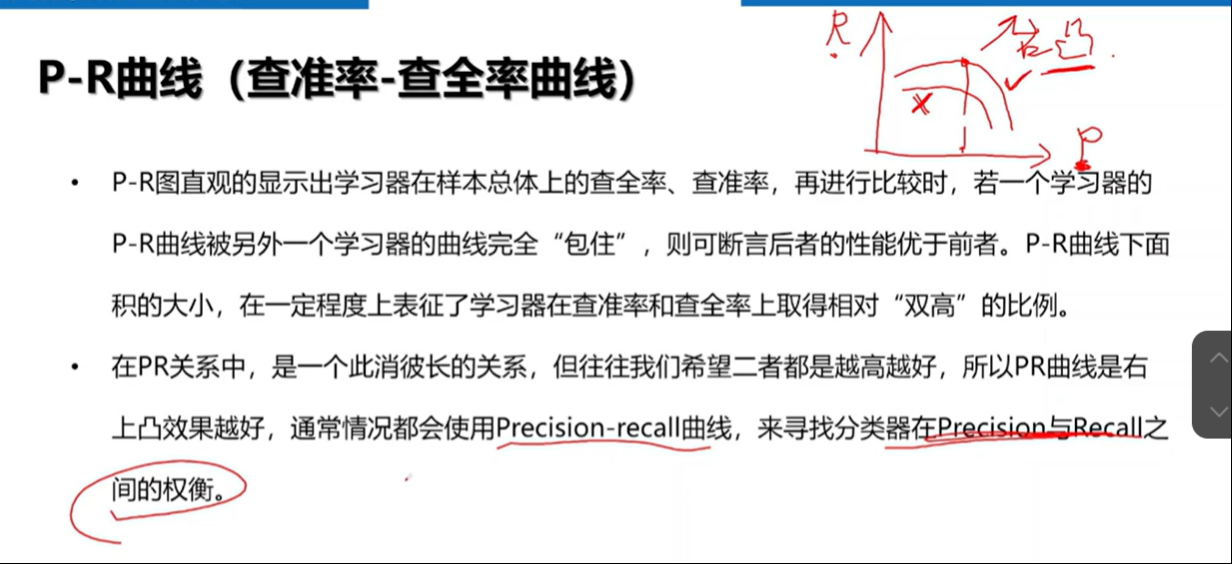 P-R曲线（查准率-查全率曲线）
R
右凸
P
• P-R图直观的显示出学习器在样本总体上的查全率、查准率，再进行比较时，若一个学习器的
P-R曲线被另外一个学习器的曲线完全“包住”，则可断言后者的性能优于前者。P-R曲线下面
积的大小，在一定程度上表征了学习器在查准率和查全率上取得相对“双高”的比例。
• 在PR关系中，是一个此消彼长的关系，但往往我们希望二者都是越高越好，所以PR曲线是右
上凸效果越好，通常情况都会使用Precision-recall曲线，来寻找分类器在Precision与Recall之
间的权衡。